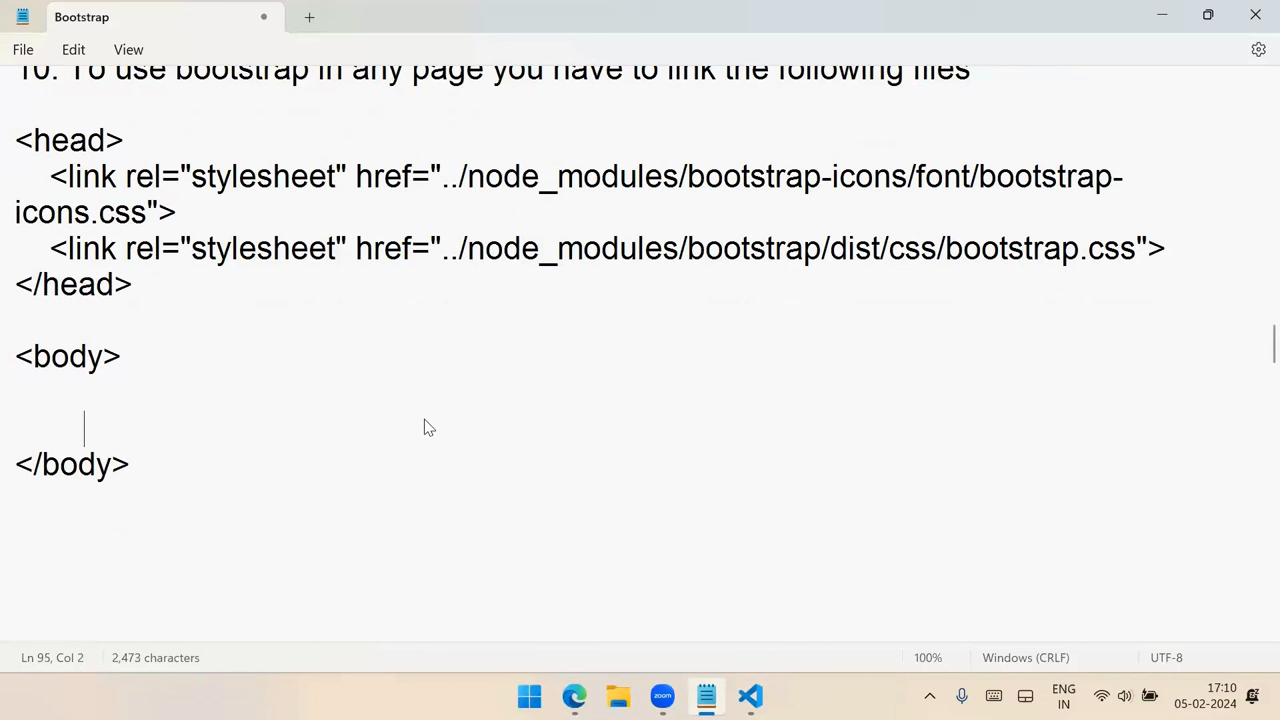 Bootstrap
File Edit View
10. To use bootstrap in any page you have to link the following files
<head>
<link rel="stylesheet" href="../node_modules/bootstrap-icons/font/bootstrap-
icons.css">
<link rel="stylesheet" href="../node_modules/bootstrap/dist/css/bootstrap.css">
</head>
<body>
</body>
Ln 95, Col 2 2,473 characters 100% Windows (CRLF) UTF-8
zoom
ENG
IN
17:10
05-02-2024